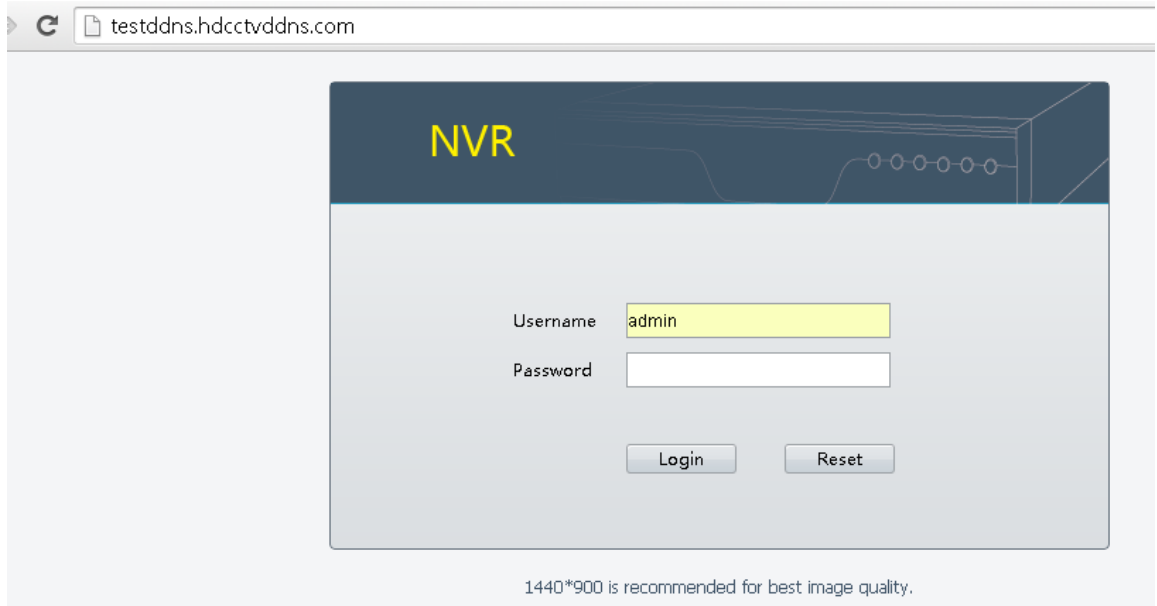 testddns.hdcctvddns.com
NVR
Username admin
Password
Login Reset
1440*900 is recommended for best image quality.